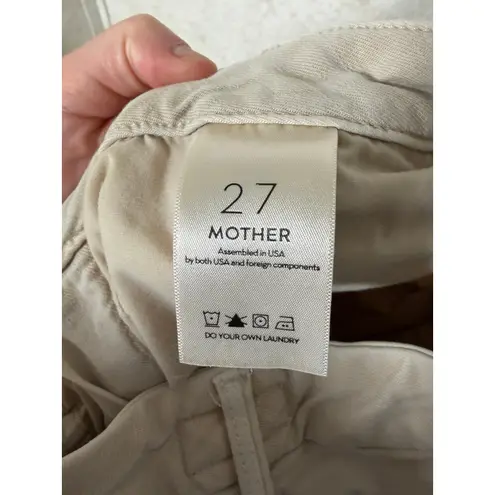 27
MOTHER
Assembled in USA
by both USA and foreign components
DO YOUR OWN LAUNDRY